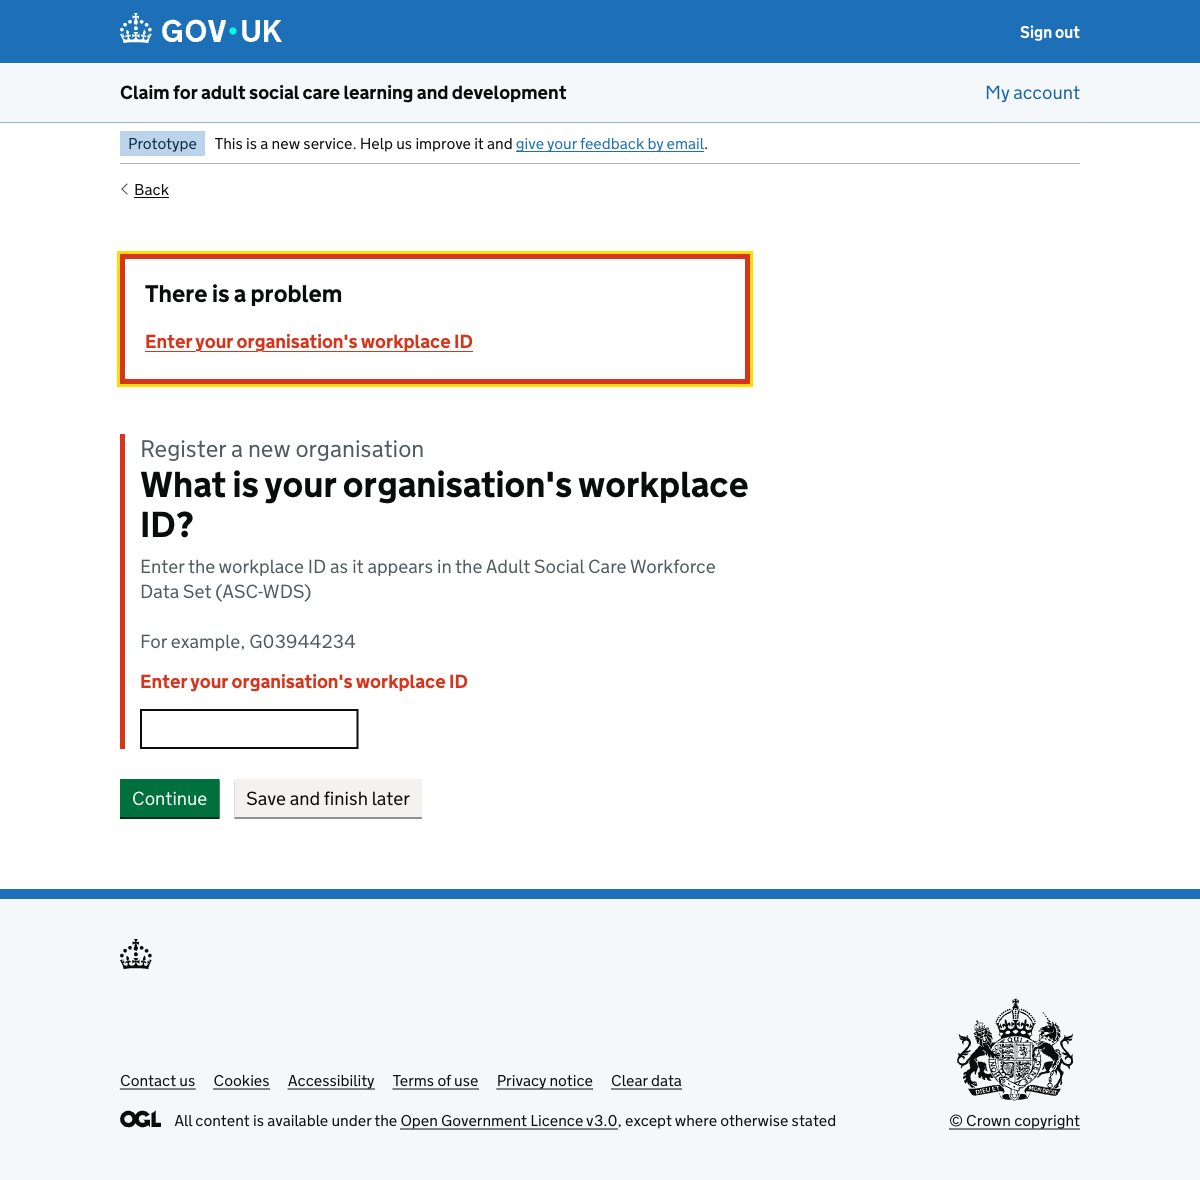 GOV·UK
Sign out
Claim for adult social care learning and development
My account
Prototype
This is a new service. Help us improve it and give your feedback by email.
Back
There is a problem
Enter your organisation's workplace ID
Register a new organisation
What is your organisation's workplace
ID?
Enter the workplace ID as it appears in the Adult Social Care Workforce
Data Set (ASC-WDS)
For example, G03944234
Enter your organisation's workplace ID
Continue
Save and finish later
Contact us
Cookies
Accessibility
Terms of use
Privacy notice
Clear data
OGL
All content is available under the Open Government Licence v3.0, except where otherwise stated
© Crown copyright